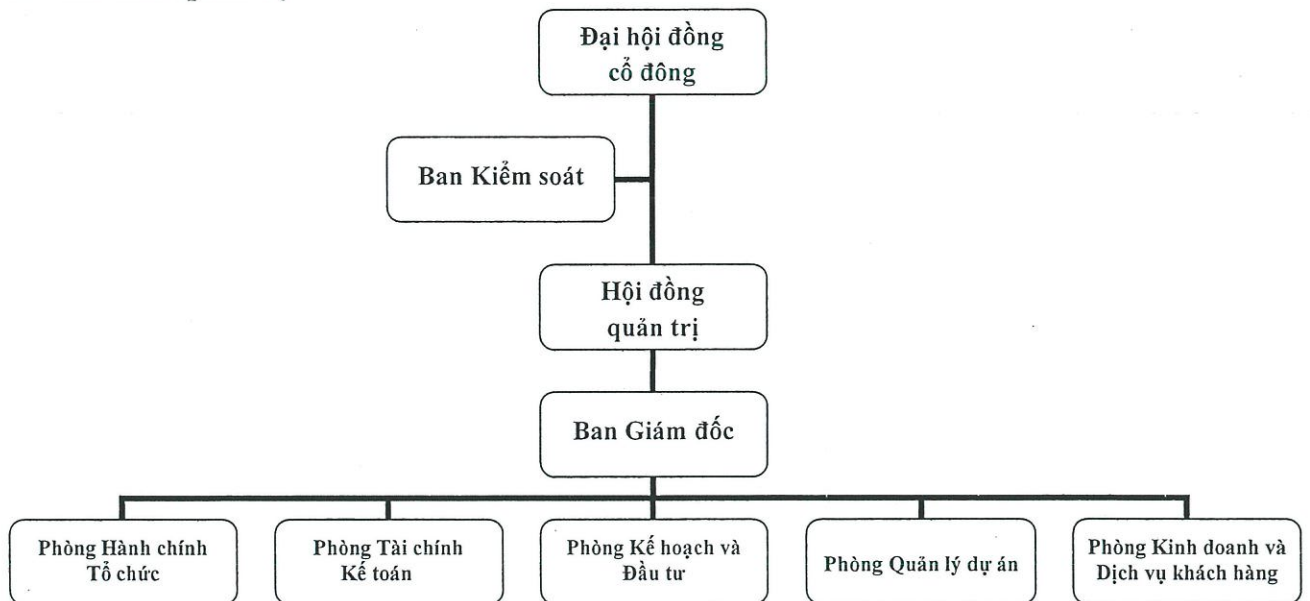 Đại hội đồng
cổ đông
Ban Kiểm soát
Hội đồng
quản trị
Ban Giám đốc
Phòng Hành chính
Tổ chức
Phòng Tài chính
Kế toán
Phòng Kế hoạch và
Đầu tư
Phòng Quản lý dự án
Phòng Kinh doanh và
Dịch vụ khách hàng